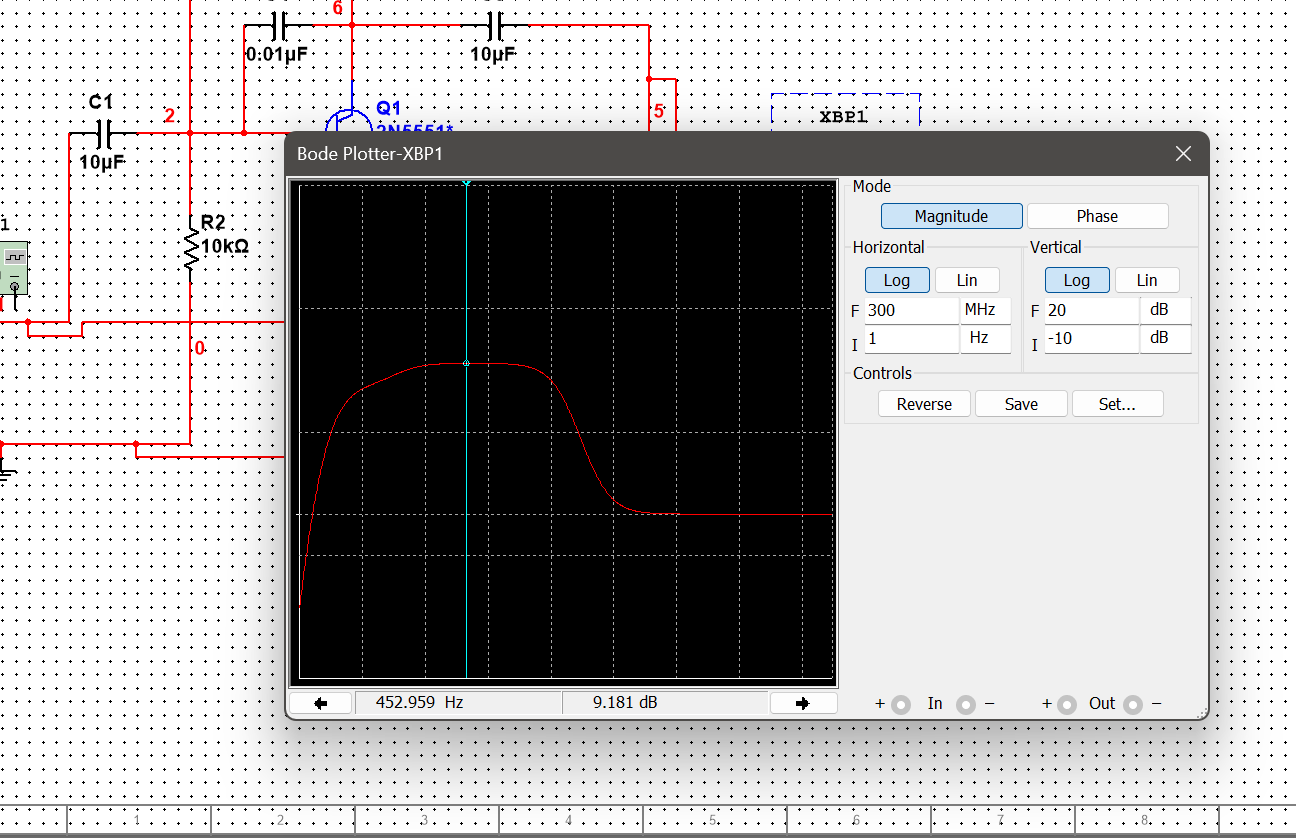 6
0.01µF
10µF
C1
2
10µF
Q1
2N5551*
5
XBP1
1
R2
10kΩ
0
Bode Plotter-XBP1
Mode
Magnitude Phase
Horizontal Vertical
Log Lin Log Lin
F 300 MHz F 20 dB
I 1 Hz I -10 dB
Controls
Reverse Save Set...
452.959 Hz 9.181 dB
+ In − + Out −
1 2 3 4 5 6 7 8